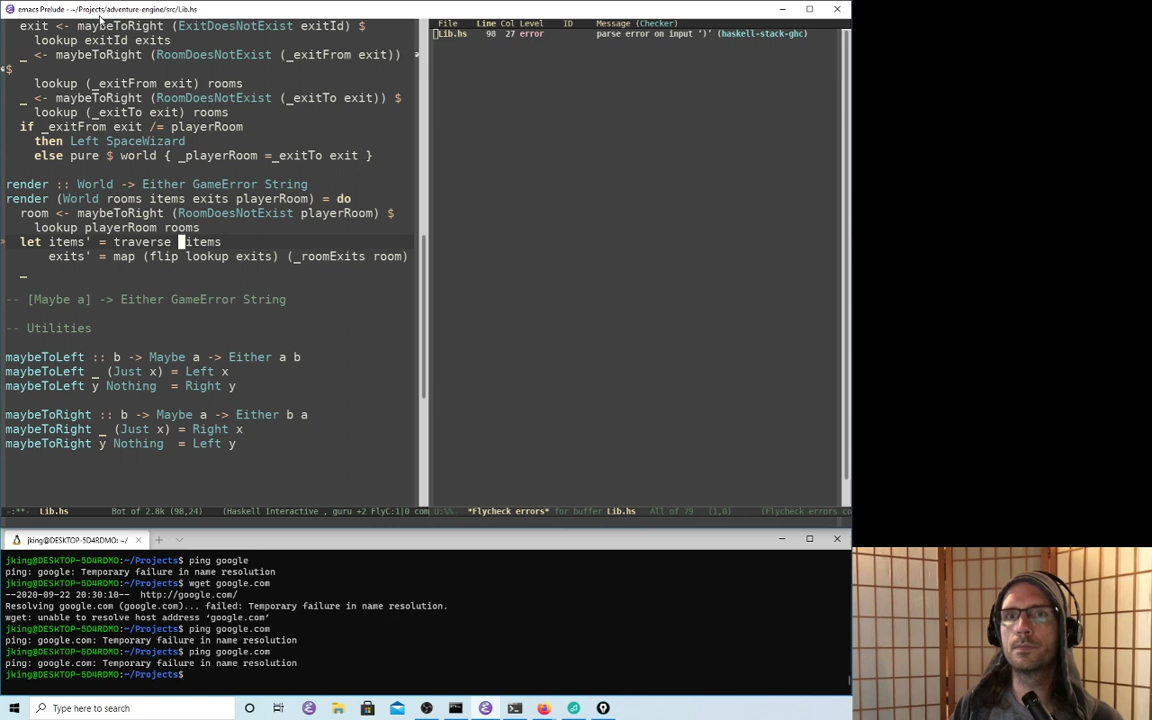 emacs Prelude - ~/Projects/adventure-engine/src/Lib.hs
exit <- maybeToRight (ExitDoesNotExist exitId) $
lookup exitId exits
_ <- maybeToRight (RoomDoesNotExist (_exitFrom exit))
$
lookup (_exitFrom exit) rooms
_ <- maybeToRight (RoomDoesNotExist (_exitTo exit)) $
lookup (_exitTo exit) rooms
if _exitFrom exit /= playerRoom
then Left SpaceWizard
else pure $ world { _playerRoom =_exitTo exit }
render :: World -> Either GameError String
render (World rooms items exits playerRoom) = do
room <- maybeToRight (RoomDoesNotExist playerRoom) $
lookup playerRoom rooms
let items' = traverse items
exits' = map (flip lookup exits) (_roomExits room)
_
-- [Maybe a] -> Either GameError String
-- Utilities
maybeToLeft :: b -> Maybe a -> Either a b
maybeToLeft _ (Just x) = Left x
maybeToLeft y Nothing  = Right y
maybeToRight :: b -> Maybe a -> Either b a
maybeToRight _ (Just x) = Right x
maybeToRight y Nothing  = Left y
-:**- Lib.hs Bot of 2.8k (98,24) (Haskell Interactive , guru +2 FlyC:1|0 com
File Line Col Level ID Message (Checker)
Lib.hs 98 27 error parse error on input ‘)’ (haskell-stack-ghc)
U:%%- *Flycheck errors* for buffer Lib.hs All of 79 (1,0) (Flycheck errors co
jking@DESKTOP-5D4RDMO: ~/Projects
jking@DESKTOP-5D4RDMO:~/Projects$ ping google
ping: google: Temporary failure in name resolution
jking@DESKTOP-5D4RDMO:~/Projects$ wget google.com
--2020-09-22 20:30:10--  http://google.com/
Resolving google.com (google.com)... failed: Temporary failure in name resolution.
wget: unable to resolve host address ‘google.com’
jking@DESKTOP-5D4RDMO:~/Projects$ ping google.com
ping: google.com: Temporary failure in name resolution
jking@DESKTOP-5D4RDMO:~/Projects$ ping google.com
ping: google.com: Temporary failure in name resolution
jking@DESKTOP-5D4RDMO:~/Projects$
Type here to search